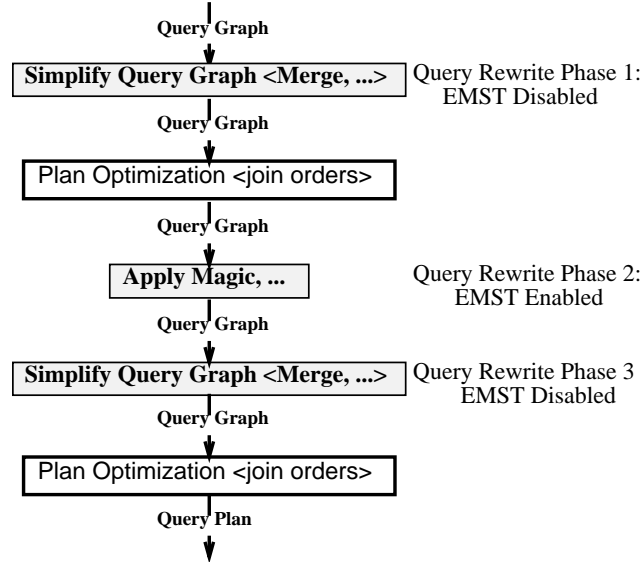 Query Graph
Simplify Query Graph <Merge, ...>
Query Rewrite Phase 1:
EMST Disabled
Query Graph
Plan Optimization <join orders>
Query Graph
Apply Magic, ...
Query Rewrite Phase 2:
EMST Enabled
Query Graph
Simplify Query Graph <Merge, ...>
Query Rewrite Phase 3
EMST Disabled
Query Graph
Plan Optimization <join orders>
Query Plan